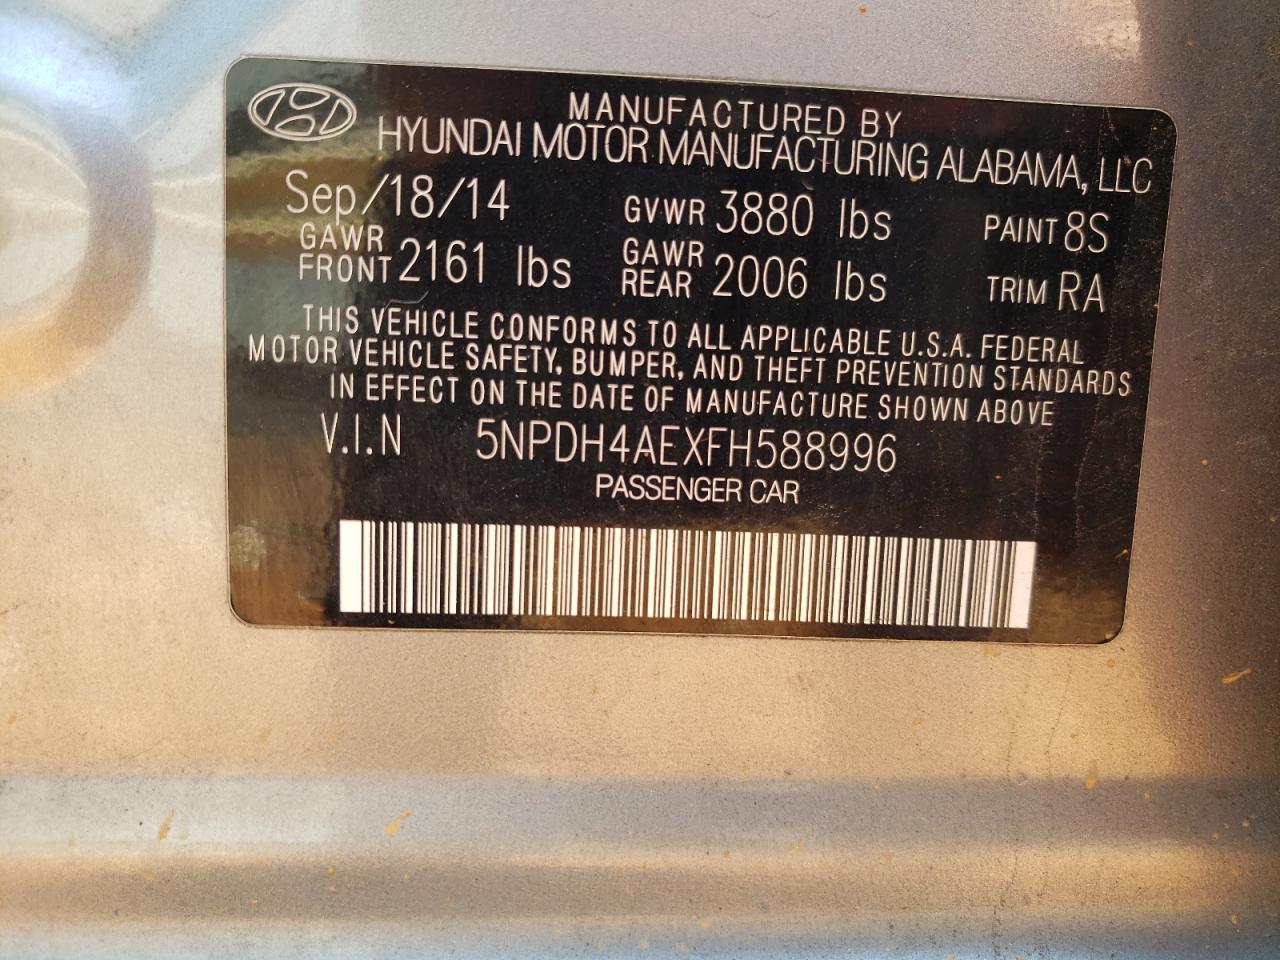 MANUFACTURED BY
HYUNDAI MOTOR MANUFACTURING ALABAMA, LLC
Sep/18/14 GVWR 3880 lbs PAINT 8S
GAWR FRONT 2161 lbs GAWR REAR 2006 lbs TRIM RA
THIS VEHICLE CONFORMS TO ALL APPLICABLE U.S.A. FEDERAL
MOTOR VEHICLE SAFETY, BUMPER, AND THEFT PREVENTION STANDARDS
IN EFFECT ON THE DATE OF MANUFACTURE SHOWN ABOVE
V.I.N 5NPDH4AEXFH588996
PASSENGER CAR